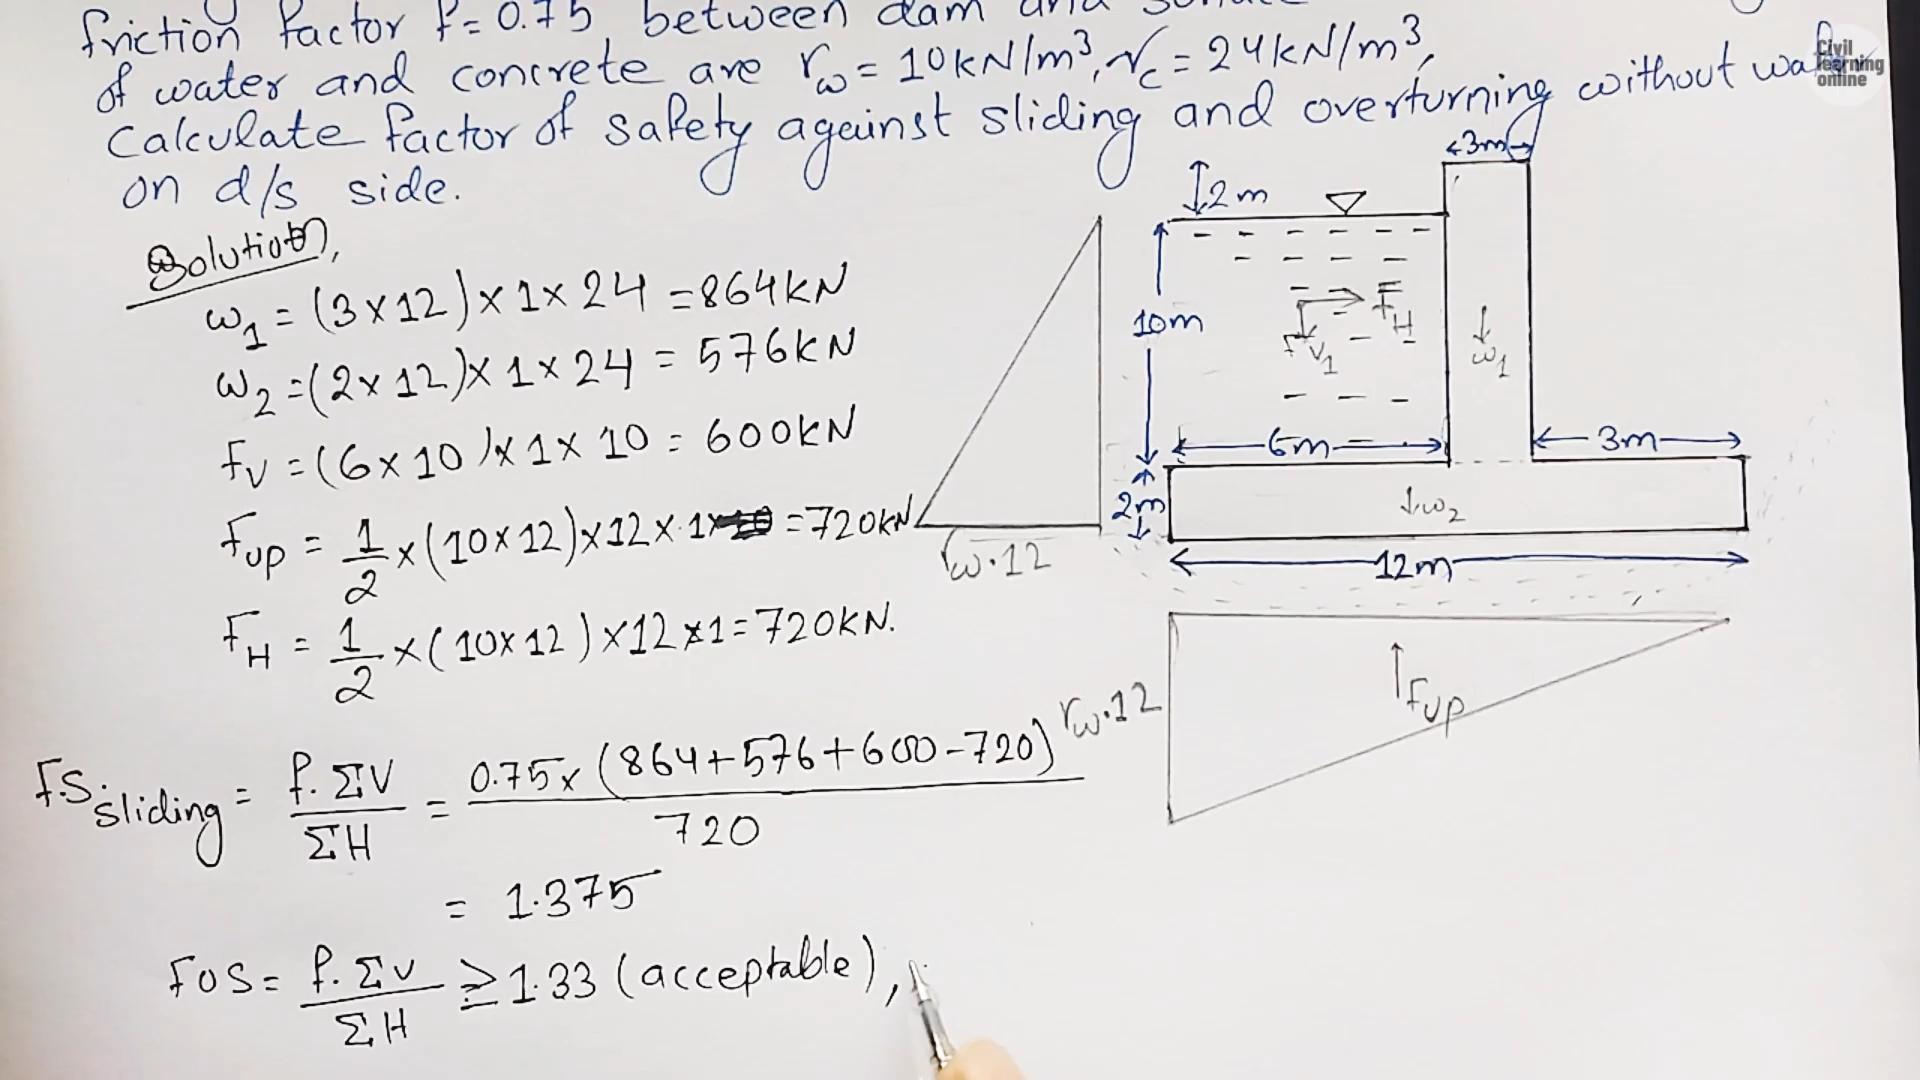 friction factor f = 0.75 between dam and
of water and concrete are rω = 10kN/m³, rc = 24kN/m³,
Calculate factor of safety against sliding and overturning without water
on d/s side.
Civil
learning
online
Solution,
ω1 = (3×12)×1×24 = 864kN
ω2 = (2×12)×1×24 = 576kN
Fv = (6×10)×1×10 = 600kN
Fup = 1/2 ×(10×12)×12×1 = 720kN
FH = 1/2 ×(10×12)×12×1 = 720kN.
F.S.sliding = f.ΣV/ΣH = 0.75×(864+576+600-720)/720
= 1.375
FOS = f.ΣV/ΣH ≥ 1.33 (acceptable),
3m
2m
10m
FH
Fv1
↓ω1
6m
3m
2m
↓ω2
12m
rω.12
rω.12
↑Fup